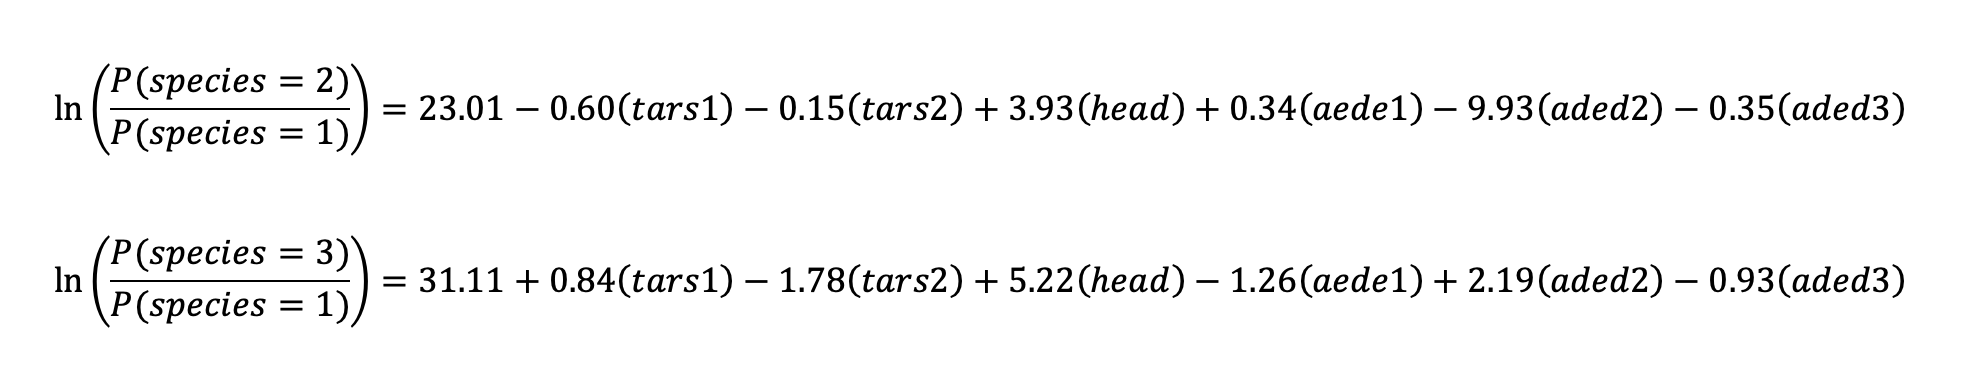 ln(P(species = 2)/P(species = 1)) = 23.01 − 0.60(tars1) − 0.15(tars2) + 3.93(head) + 0.34(aede1) − 9.93(aded2) − 0.35(aded3)
ln(P(species = 3)/P(species = 1)) = 31.11 + 0.84(tars1) − 1.78(tars2) + 5.22(head) − 1.26(aede1) + 2.19(aded2) − 0.93(aded3)